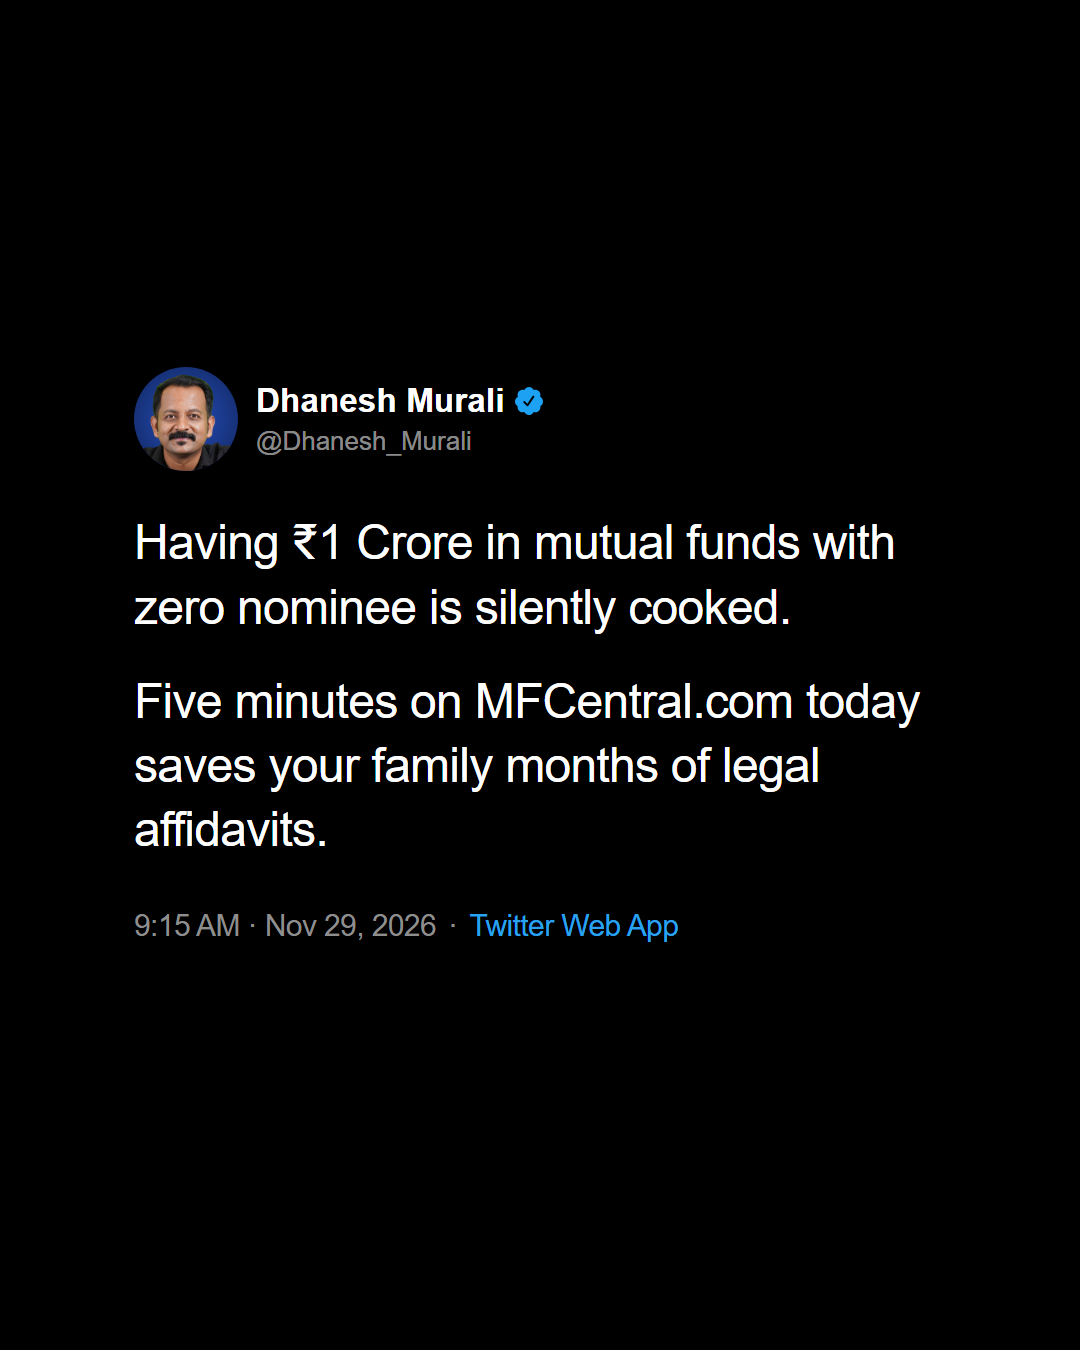 Dhanesh Murali
@Dhanesh_Murali
Having ₹1 Crore in mutual funds with
zero nominee is silently cooked.
Five minutes on MFCentral.com today
saves your family months of legal
affidavits.
9:15 AM · Nov 29, 2026 · Twitter Web App